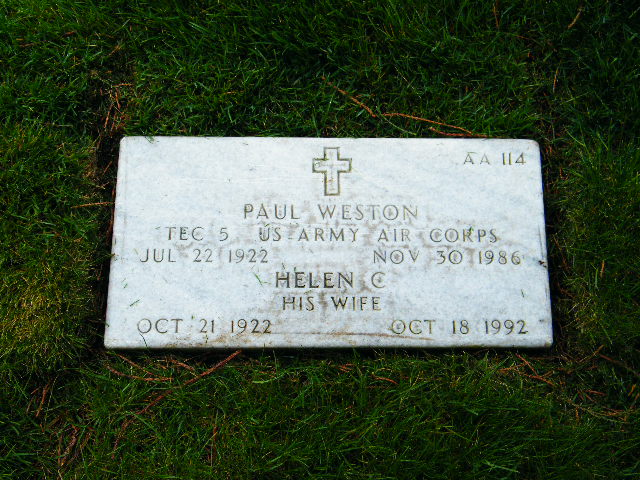 AA 114
PAUL WESTON
TEC 5 US ARMY AIR CORPS
JUL 22 1922 NOV 30 1986
HELEN C
HIS WIFE
OCT 21 1922 OCT 18 1992